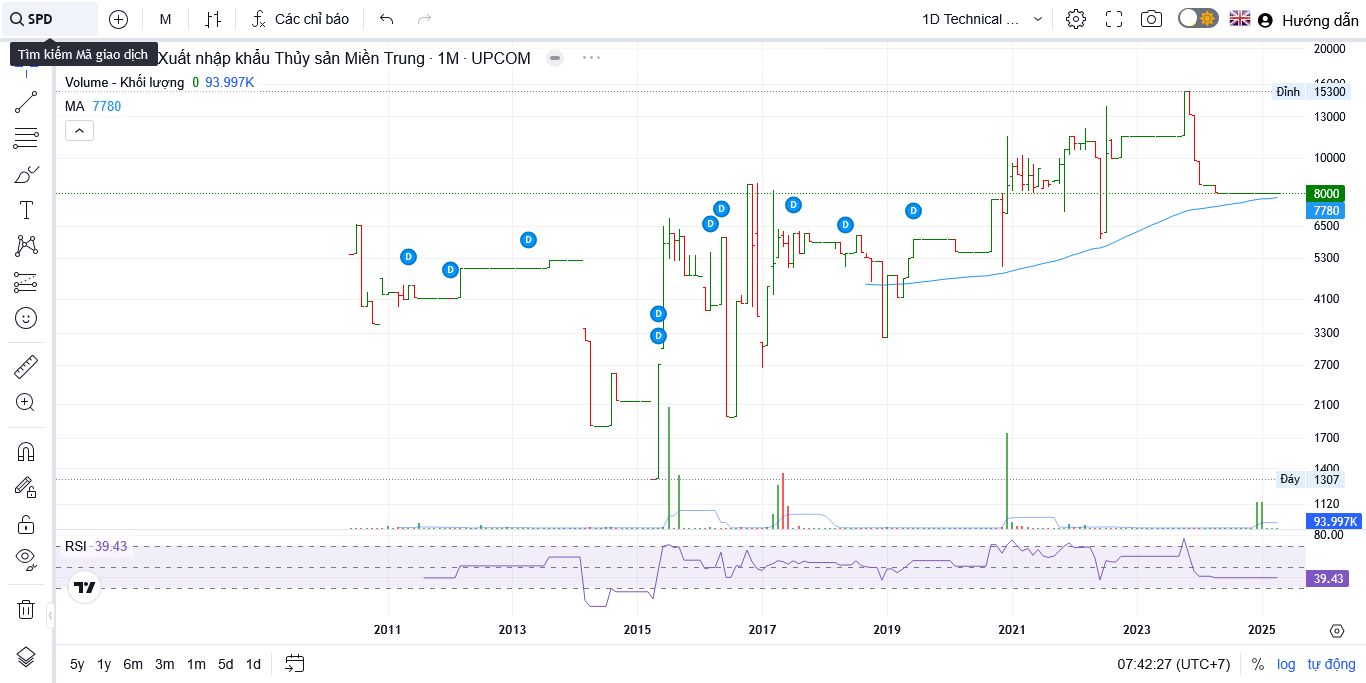 SPD M Các chỉ báo 1D Technical ... Hướng dẫn
Tìm kiếm Mã giao dịch
Xuất nhập khẩu Thủy sản Miền Trung · 1M · UPCOM
Volume - Khối lượng 0 93.997K
MA 7780
20000
Đỉnh 15300
13000
10000
8000
7780
6500
5300
4100
3300
2700
2100
1700
1400
Đáy 1307
1120
93.997K
80.00
D
D
D
D
D
D
D
D
D
D
RSI 39.43
39.43
2011 2013 2015 2017 2019 2021 2023 2025
5y 1y 6m 3m 1m 5d 1d 07:42:27 (UTC+7) % log tự động